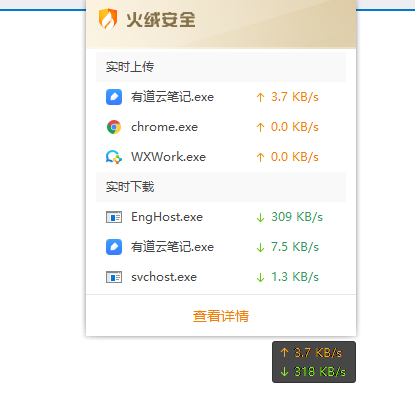 火绒安全
实时上传
有道云笔记.exe ↑ 3.7 KB/s
chrome.exe ↑ 0.0 KB/s
WXWork.exe ↑ 0.0 KB/s
实时下载
EngHost.exe ↓ 309 KB/s
有道云笔记.exe ↓ 7.5 KB/s
svchost.exe ↓ 1.3 KB/s
查看详情
↑ 3.7 KB/s
↓ 318 KB/s